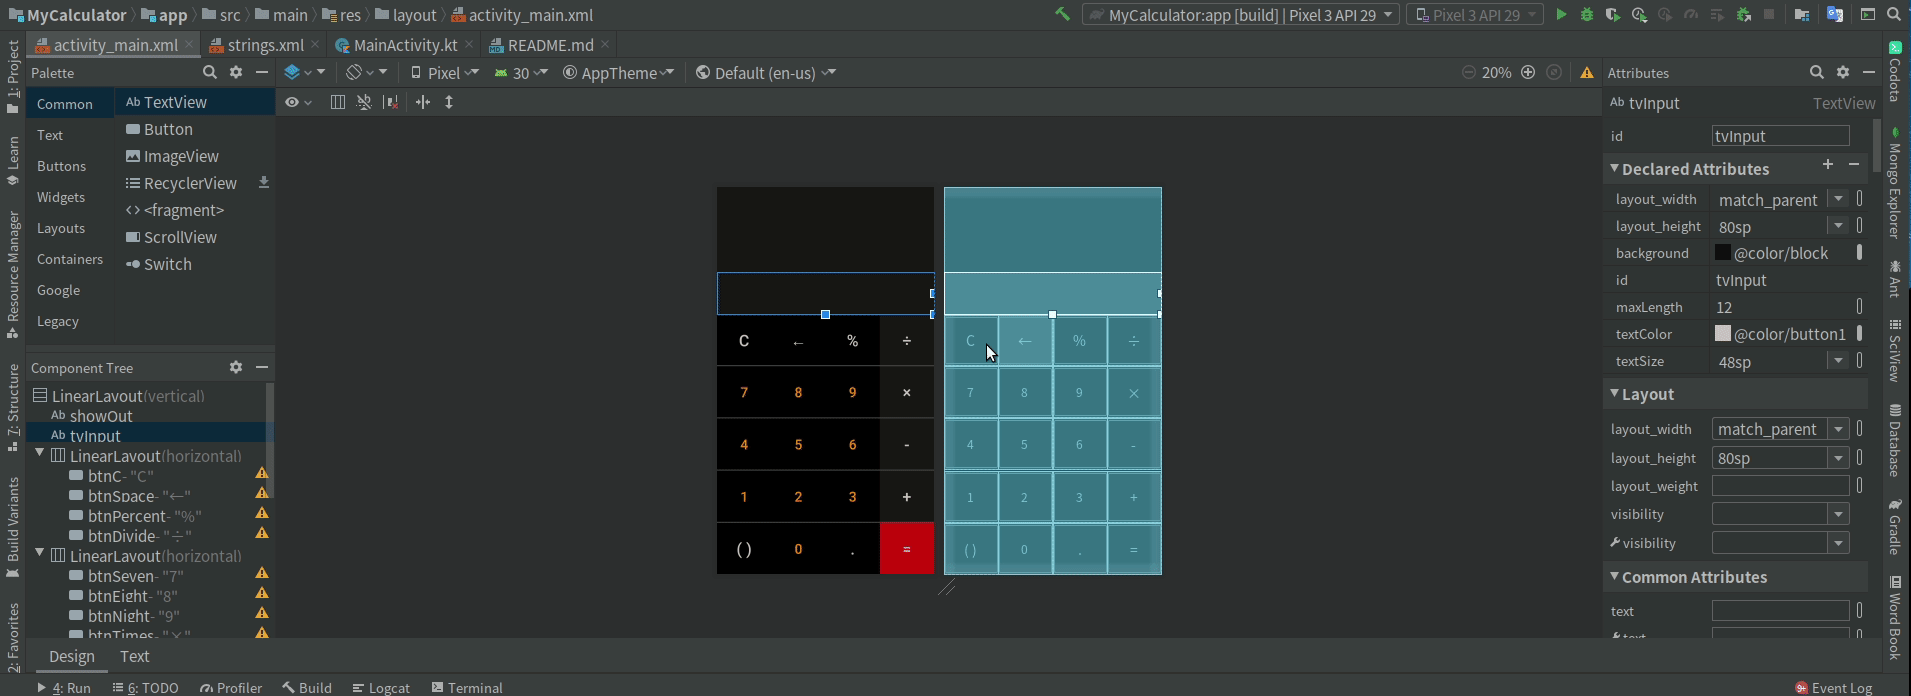 MyCalculator app src main res layout activity_main.xml
MyCalculator:app [build] | Pixel 3 API 29
Pixel 3 API 29
activity_main.xml
strings.xml
MainActivity.kt
README.md
1: Project
Learn
Resource Manager
7: Structure
Build Variants
2: Favorites
Palette
Common
Text
Buttons
Widgets
Layouts
Containers
Google
Legacy
Ab TextView
Button
ImageView
RecyclerView
<> <fragment>
ScrollView
Switch
Component Tree
LinearLayout(vertical)
Ab showOut
Ab tvInput
LinearLayout(horizontal)
btnC- "C"
btnSpace- "←"
btnPercent- "%"
btnDivide- "÷"
LinearLayout(horizontal)
btnSeven- "7"
btnEight- "8"
btnNight- "9"
btnTimes- "×"
Design Text
Pixel
30
AppTheme
Default (en-us)
20%
C ← % ÷
7 8 9 ×
4 5 6 -
1 2 3 +
() 0 . =
C ← % ÷
7 8 9 ×
4 5 6 -
1 2 3 +
() 0 . =
Attributes
Ab tvInput TextView
id tvInput
Declared Attributes + −
layout_width match_parent
layout_height 80sp
background @color/block
id tvInput
maxLength 12
textColor @color/button1
textSize 48sp
Layout
layout_width match_parent
layout_height 80sp
layout_weight
visibility
visibility
Common Attributes
text
text
Codota
Mongo Explorer
Ant
SciView
Database
Gradle
Word Book
4: Run
6: TODO
Profiler
Build
Logcat
Terminal
9+ Event Log